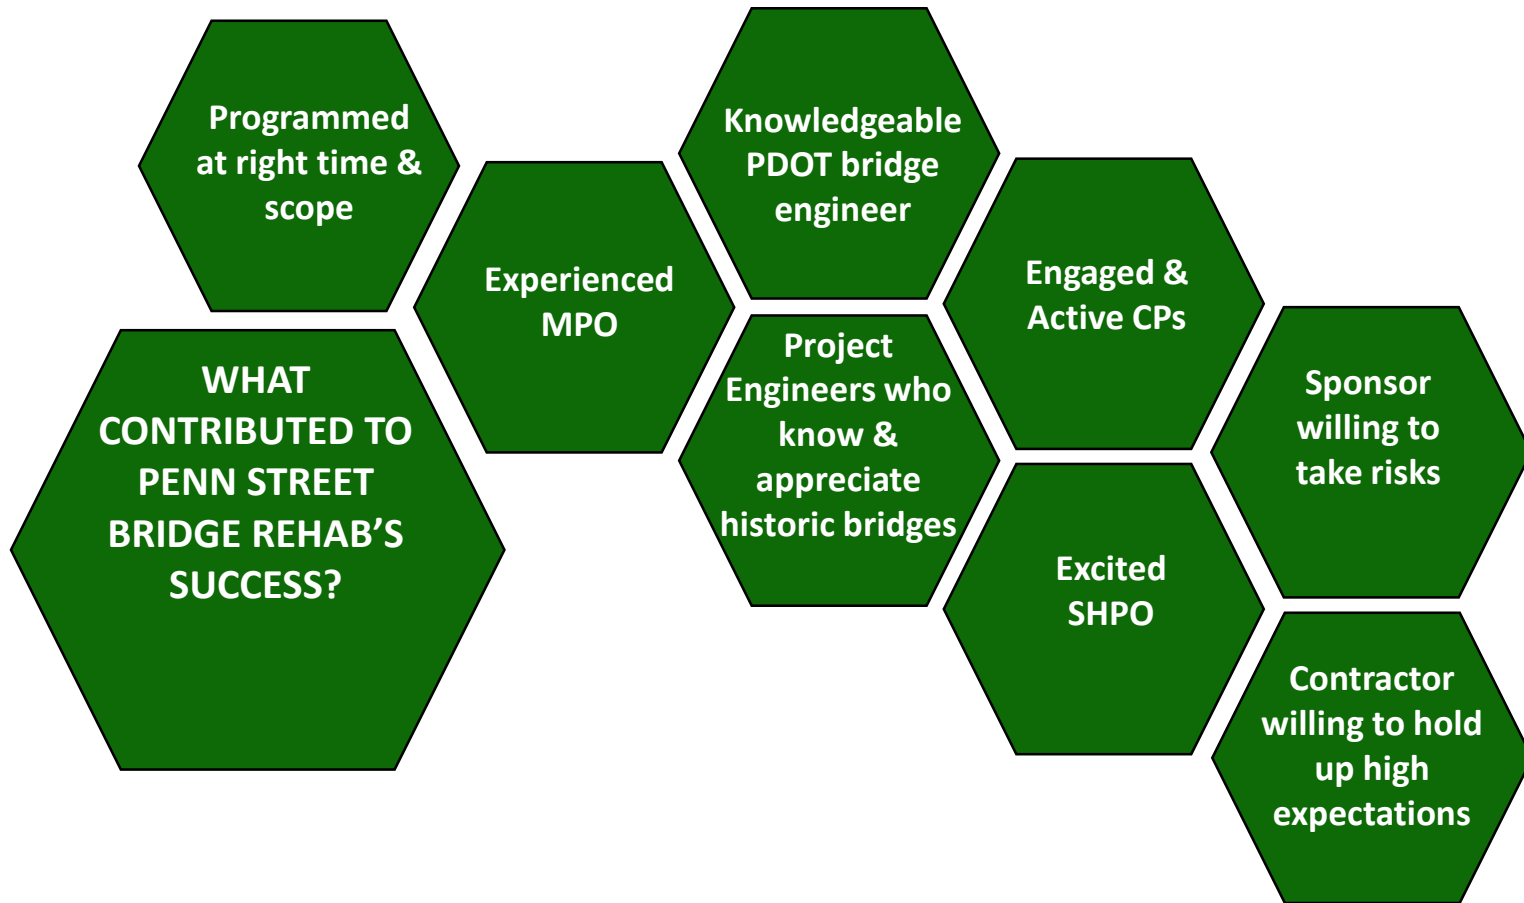 WHAT
CONTRIBUTED TO
PENN STREET
BRIDGE REHAB’S
SUCCESS?
Programmed
at right time &
scope
Experienced
MPO
Knowledgeable
PDOT bridge
engineer
Project
Engineers who
know &
appreciate
historic bridges
Engaged &
Active CPs
Excited
SHPO
Sponsor
willing to
take risks
Contractor
willing to hold
up high
expectations